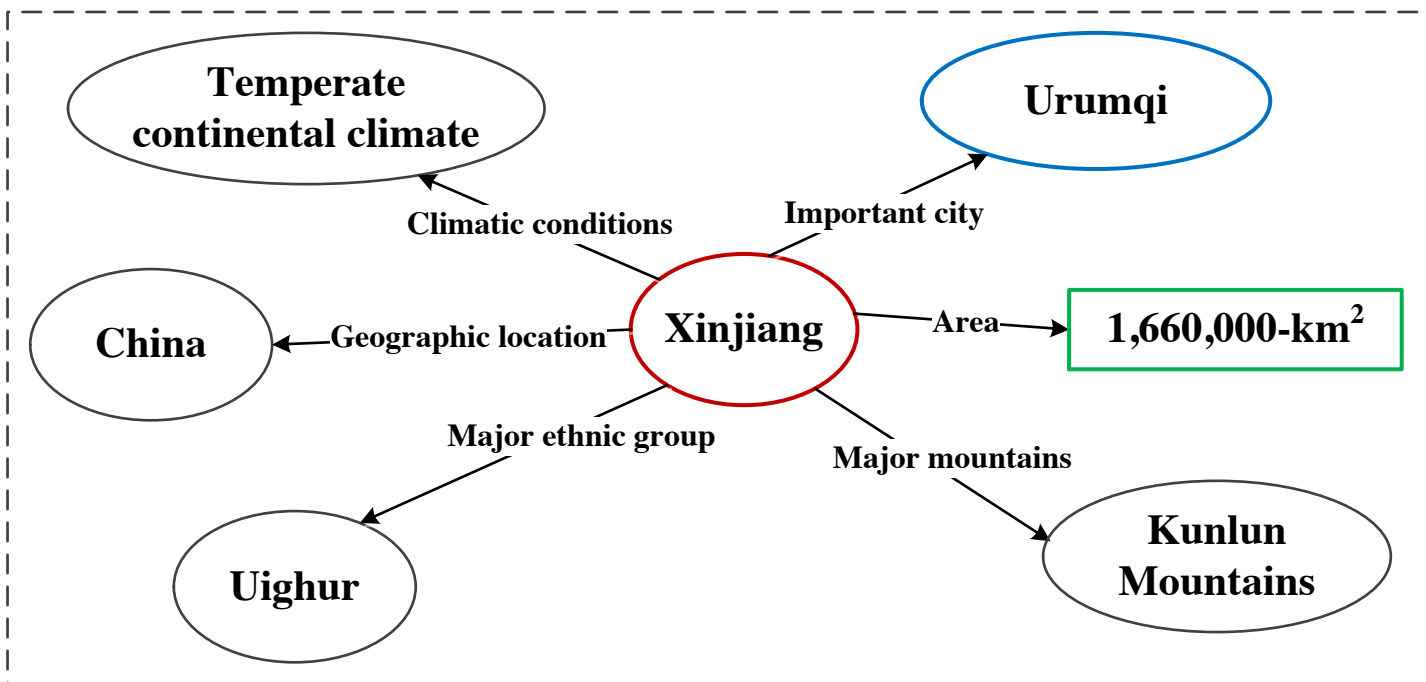 Temperate
continental climate
Urumqi
Climatic conditions
Important city
China
Geographic location
Xinjiang
Area
1,660,000-km²
Major ethnic group
Major mountains
Uighur
Kunlun
Mountains